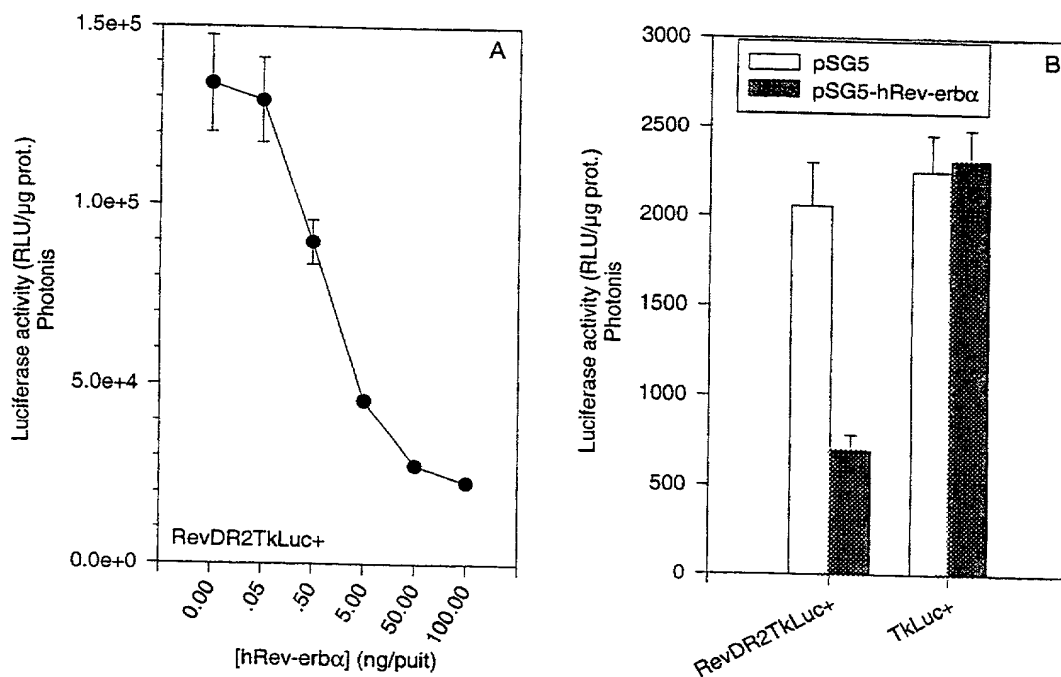 A
Luciferase activity (RLU/µg prot.)
Photonis
1.5e+5
1.0e+5
5.0e+4
0.0e+0
RevDR2TkLuc+
0.00
.05
.50
5.00
50.00
100.00
[hRev-erbα] (ng/puit)
B
pSG5
pSG5-hRev-erbα
Luciferase activity (RLU/µg prot.)
Photonis
3000
2500
2000
1500
1000
500
0
RevDR2TkLuc+
TkLuc+